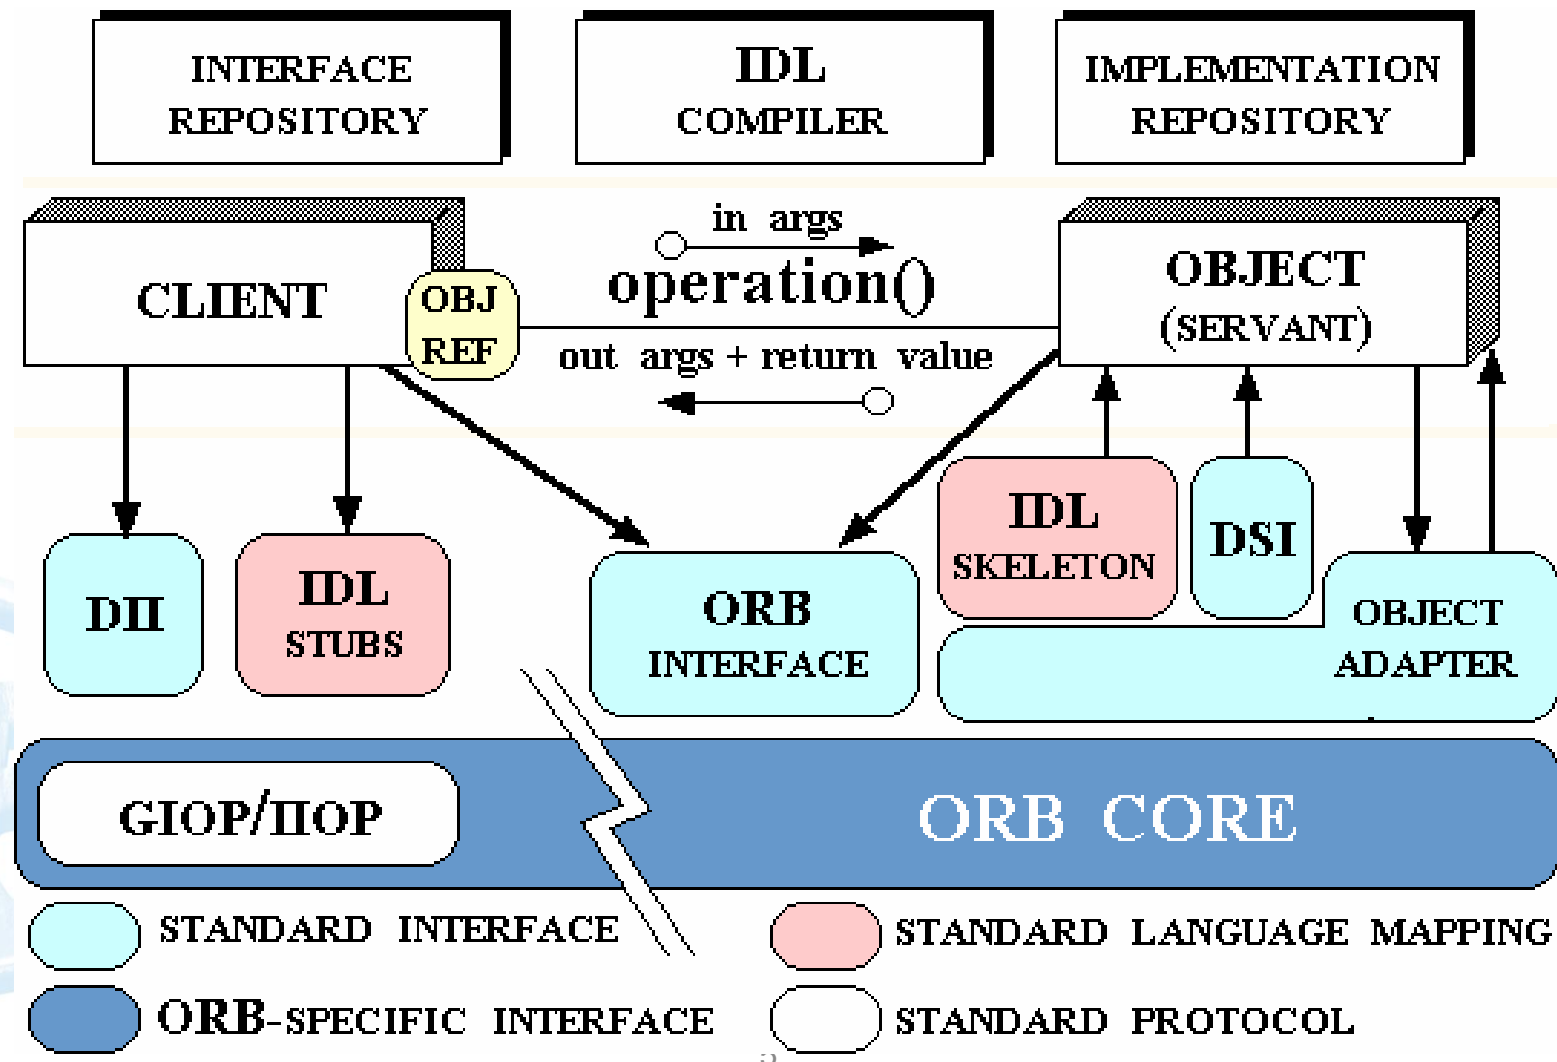 INTERFACE
REPOSITORY
IDL
COMPILER
IMPLEMENTATION
REPOSITORY
CLIENT
OBJ
REF
in args
operation()
out args + return value
OBJECT
(SERVANT)
DII
IDL
STUBS
ORB
INTERFACE
IDL
SKELETON
DSI
OBJECT
ADAPTER
GIOP/IIOP
ORB CORE
STANDARD INTERFACE
STANDARD LANGUAGE MAPPING
ORB-SPECIFIC INTERFACE
STANDARD PROTOCOL